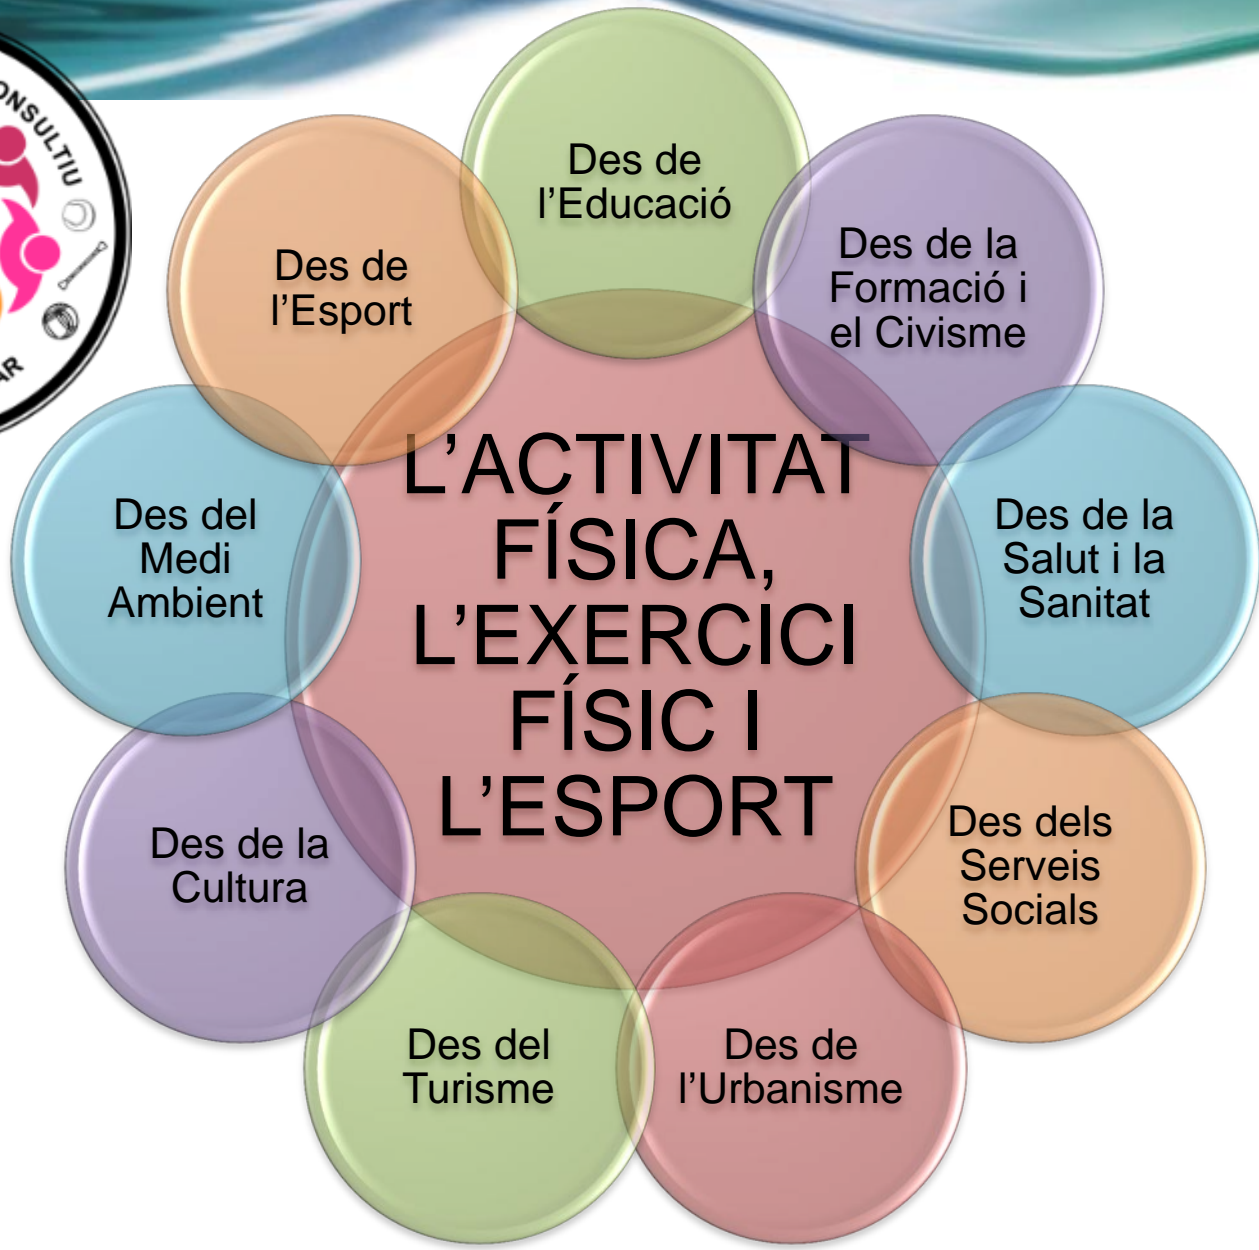 Des de
l’Educació
Des de la
Formació i
el Civisme
Des de la
Salut i la
Sanitat
Des dels
Serveis
Socials
Des de
l’Urbanisme
Des del
Turisme
Des de la
Cultura
Des del
Medi
Ambient
Des de
l’Esport
L’ACTIVITAT
FÍSICA,
L’EXERCICI
FÍSIC I
L’ESPORT